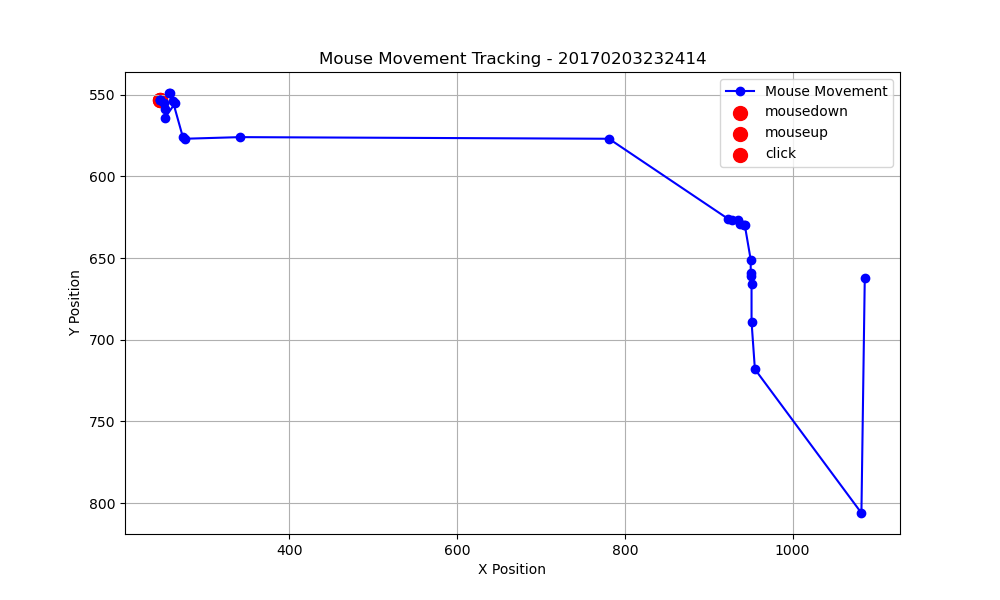 Mouse Movement Tracking - 20170203232414
Mouse Movement
mousedown
mouseup
click
550
600
650
700
750
800
Y Position
400
600
800
1000
X Position